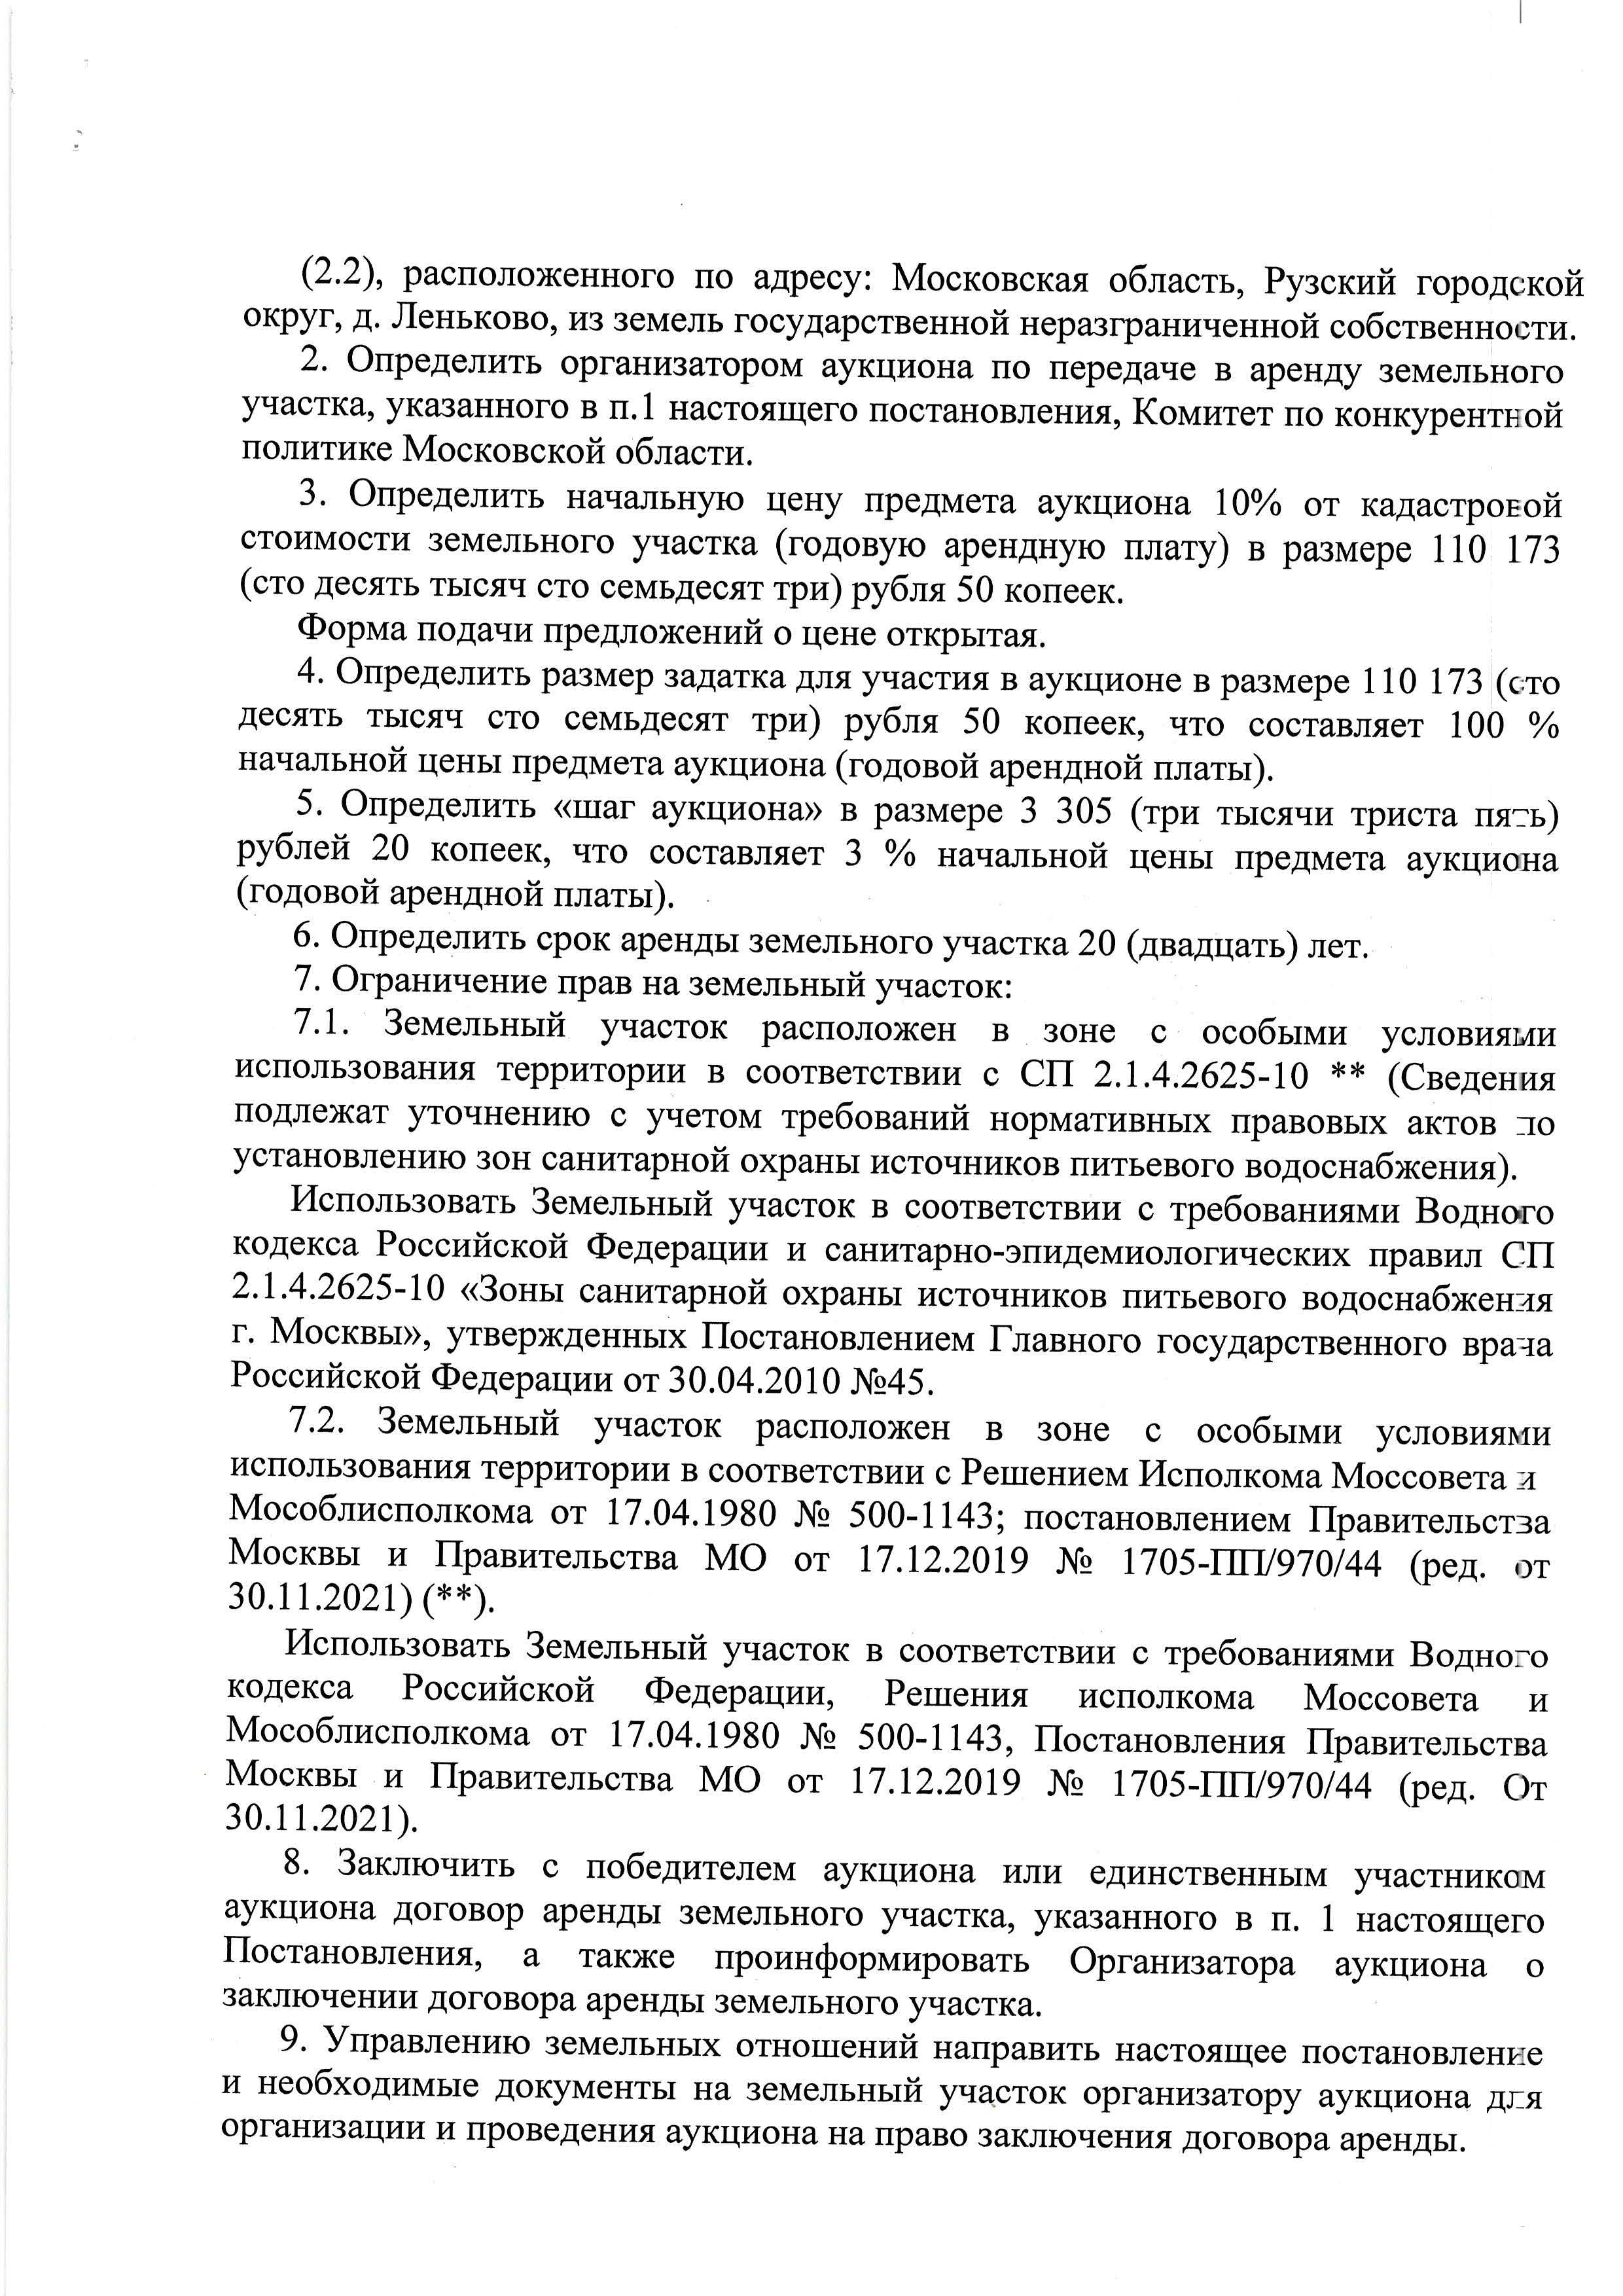 (2.2), расположенного по адресу: Московская область, Рузский городской
округ, д. Леньково, из земель государственной неразграниченной собственности.
2. Определить организатором аукциона по передаче в аренду земельного
участка, указанного в п.1 настоящего постановления, Комитет по конкурентной
политике Московской области.
3. Определить начальную цену предмета аукциона 10% от кадастровой
стоимости земельного участка (годовую арендную плату) в размере 110 173
(сто десять тысяч сто семьдесят три) рубля 50 копеек.
Форма подачи предложений о цене открытая.
4. Определить размер задатка для участия в аукционе в размере 110 173 (сто
десять тысяч сто семьдесят три) рубля 50 копеек, что составляет 100 %
начальной цены предмета аукциона (годовой арендной платы).
5. Определить «шаг аукциона» в размере 3 305 (три тысячи триста пять)
рублей 20 копеек, что составляет 3 % начальной цены предмета аукциона
(годовой арендной платы).
6. Определить срок аренды земельного участка 20 (двадцать) лет.
7. Ограничение прав на земельный участок:
7.1. Земельный участок расположен в зоне с особыми условиями
использования территории в соответствии с СП 2.1.4.2625-10 ** (Сведения
подлежат уточнению с учетом требований нормативных правовых актов по
установлению зон санитарной охраны источников питьевого водоснабжения).
Использовать Земельный участок в соответствии с требованиями Водного
кодекса Российской Федерации и санитарно-эпидемиологических правил СП
2.1.4.2625-10 «Зоны санитарной охраны источников питьевого водоснабжения
г. Москвы», утвержденных Постановлением Главного государственного врача
Российской Федерации от 30.04.2010 №45.
7.2. Земельный участок расположен в зоне с особыми условиями
использования территории в соответствии с Решением Исполкома Моссовета и
Мособлисполкома от 17.04.1980 № 500-1143; постановлением Правительства
Москвы и Правительства МО от 17.12.2019 № 1705-ПП/970/44 (ред. от
30.11.2021) (**).
Использовать Земельный участок в соответствии с требованиями Водного
кодекса Российской Федерации, Решения исполкома Моссовета и
Мособлисполкома от 17.04.1980 № 500-1143, Постановления Правительства
Москвы и Правительства МО от 17.12.2019 № 1705-ПП/970/44 (ред. От
30.11.2021).
8. Заключить с победителем аукциона или единственным участником
аукциона договор аренды земельного участка, указанного в п. 1 настоящего
Постановления, а также проинформировать Организатора аукциона о
заключении договора аренды земельного участка.
9. Управлению земельных отношений направить настоящее постановление
и необходимые документы на земельный участок организатору аукциона для
организации и проведения аукциона на право заключения договора аренды.